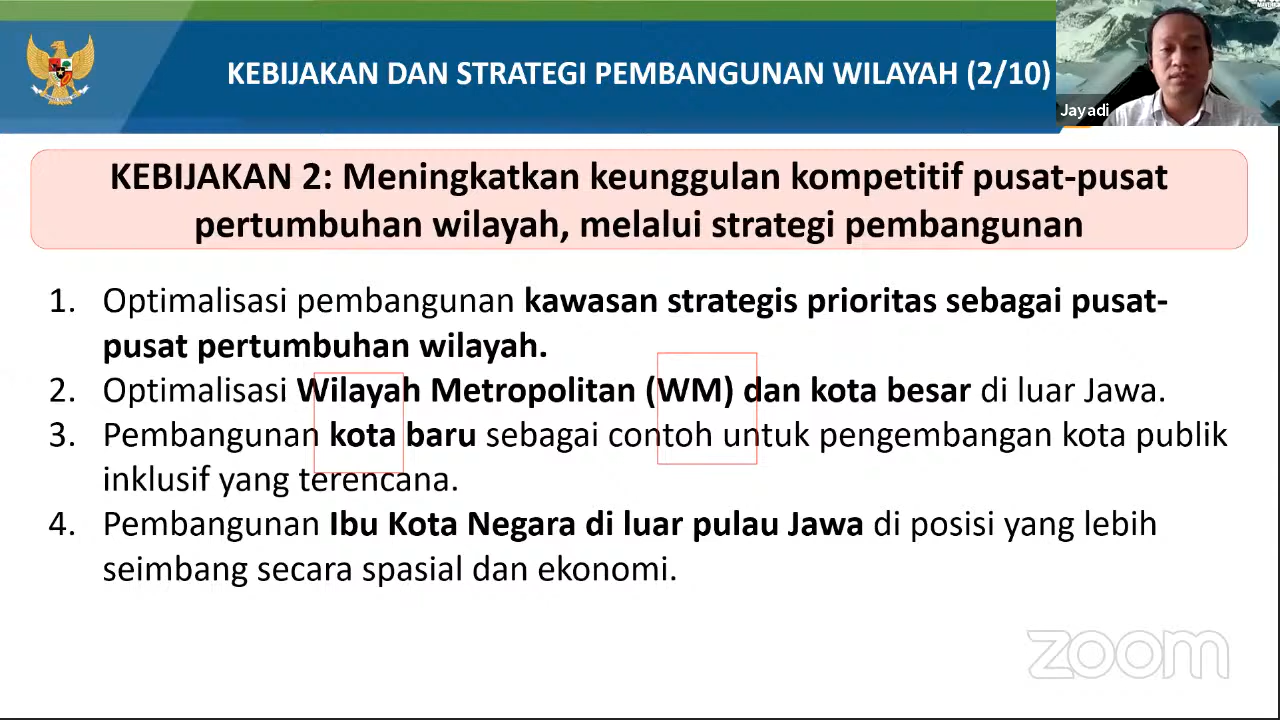 KEBIJAKAN DAN STRATEGI PEMBANGUNAN WILAYAH (2/10)
Jayadi
KEBIJAKAN 2: Meningkatkan keunggulan kompetitif pusat-pusat
pertumbuhan wilayah, melalui strategi pembangunan
1. Optimalisasi pembangunan kawasan strategis prioritas sebagai pusat-
pusat pertumbuhan wilayah.
2. Optimalisasi Wilayah Metropolitan (WM) dan kota besar di luar Jawa.
3. Pembangunan kota baru sebagai contoh untuk pengembangan kota publik
inklusif yang terencana.
4. Pembangunan Ibu Kota Negara di luar pulau Jawa di posisi yang lebih
seimbang secara spasial dan ekonomi.
zoom